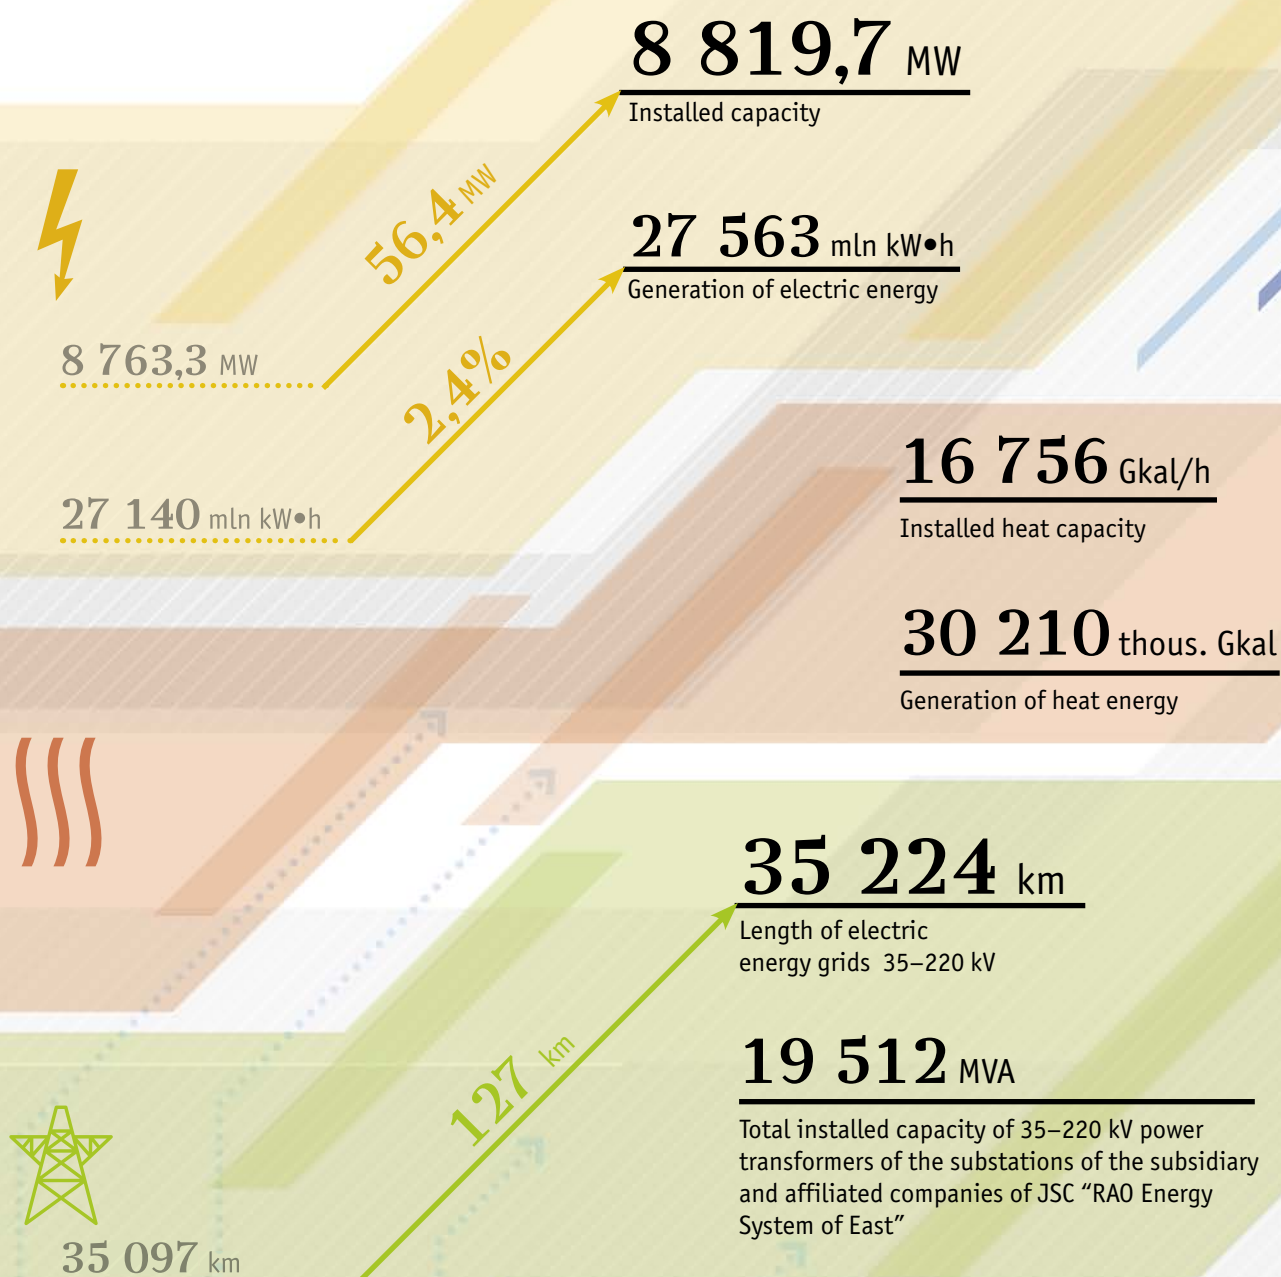 8 819,7 MW
Installed capacity
56,4 MW
8 763,3 MW
27 563 mln kW•h
Generation of electric energy
2,4%
27 140 mln kW•h
16 756 Gkal/h
Installed heat capacity
30 210 thous. Gkal
Generation of heat energy
35 224 km
Length of electric
energy grids 35–220 kV
127 km
35 097 km
19 512 MVA
Total installed capacity of 35–220 kV power
transformers of the substations of the subsidiary
and affiliated companies of JSC “RAO Energy
System of East”